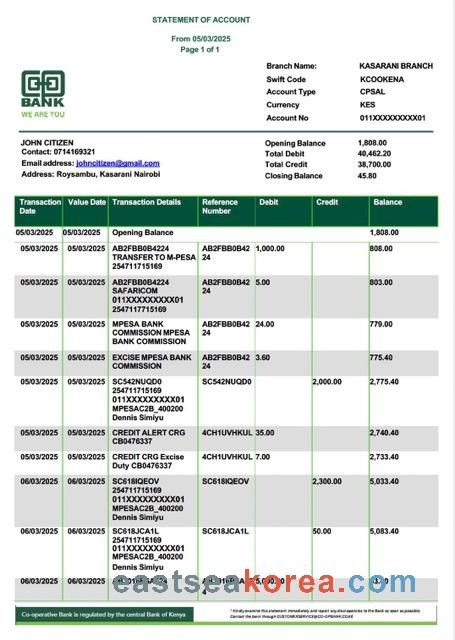 STATEMENT OF ACCOUNT
From 05/03/2025
Page 1 of 1
BANK
WE ARE YOU
Branch Name: KASARANI BRANCH
Swift Code KCOOKENA
Account Type CPSAL
Currency KES
Account No 011XXXXXXXXX01
JOHN CITIZEN
Contact: 0714169321
Email address: johncitizen@gmail.com
Address: Roysambu, Kasarani Nairobi
Opening Balance 1,808.00
Total Debit 40,462.20
Total Credit 38,700.00
Closing Balance 45.80
Transaction Date Value Date Transaction Details Reference Number Debit Credit Balance
05/03/2025 05/03/2025 Opening Balance 1,808.00
05/03/2025 05/03/2025 AB2FBB0B4224 AB2FBB0B42 1,000.00 808.00
TRANSFER TO M-PESA 24
254711715169
05/03/2025 05/03/2025 AB2FBB0B4224 AB2FBB0B42 5.00 803.00
SAFARICOM 24
011XXXXXXXXX01
2547117715169
05/03/2025 05/03/2025 MPESA BANK AB2FBB0B42 24.00 779.00
COMMISSION MPESA 24
BANK COMMISSION
05/03/2025 05/03/2025 EXCISE MPESA BANK AB2FBB0B42 3.60 775.40
COMMISSION 24
05/03/2025 05/03/2025 SC542NUQD0 SC542NUQD0 2,000.00 2,775.40
254711715169
011XXXXXXXXX01
MPESAC2B_400200
Dennis Simiyu
05/03/2025 05/03/2025 CREDIT ALERT CRG 4CH1UVHKUL 35.00 2,740.40
CB0476337
05/03/2025 05/03/2025 CREDIT CRG Excise 4CH1UVHKUL 7.00 2,733.40
Duty CB0476337
06/03/2025 06/03/2025 SC618IQEOV SC618IQEOV 2,300.00 5,033.40
254711715169
011XXXXXXXXX01
MPESAC2B_400200
Dennis Simiyu
06/03/2025 06/03/2025 SC618JCA1L SC618JCA1L 50.00 5,083.40
254711715169
011XXXXXXXXX01
MPESAC2B_400200
Dennis Simiyu
06/03/2025 06/03/2025
eastseakorea.com
Co-operative Bank is regulated by the central Bank of Kenya
* Kindly examine this statement immediately and report any discrepancies to the Bank as soon as possible.
Contact the bank through CUSTOMERSERVICE@CO-OPBANK.CO.KE